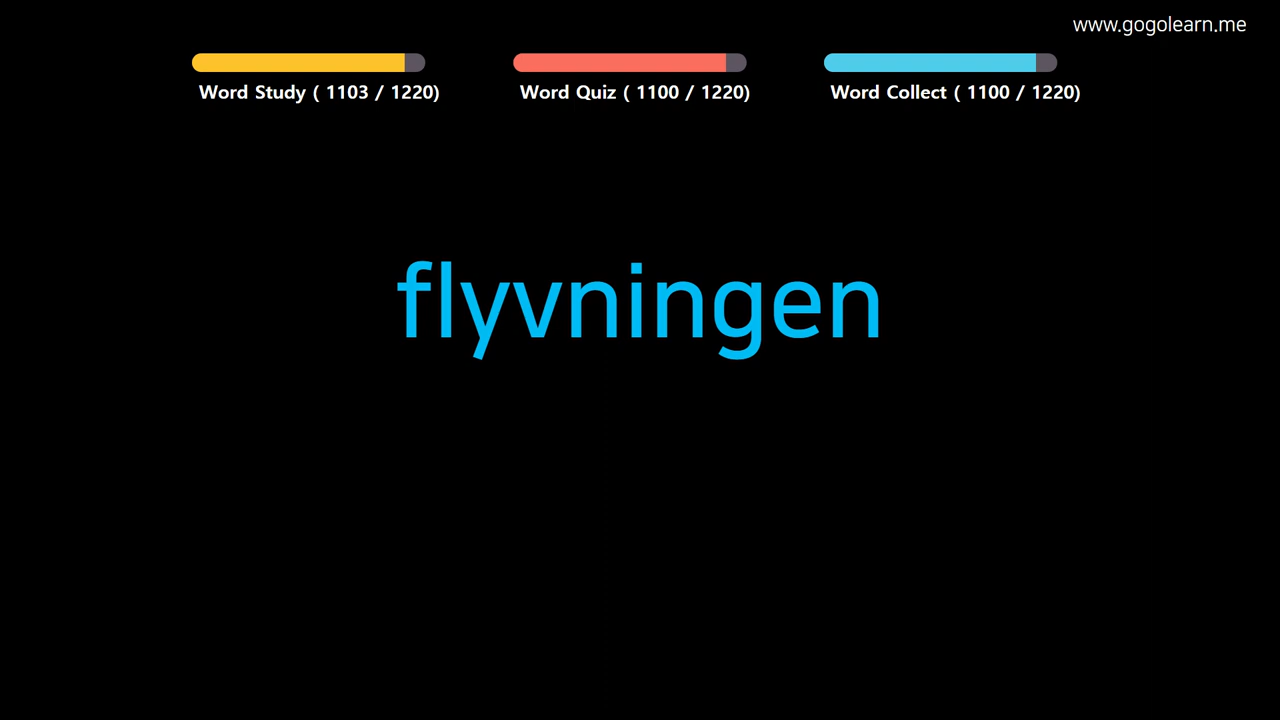 www.gogolearn.me
Word Study ( 1103 / 1220)
Word Quiz ( 1100 / 1220)
Word Collect ( 1100 / 1220)
flyvningen